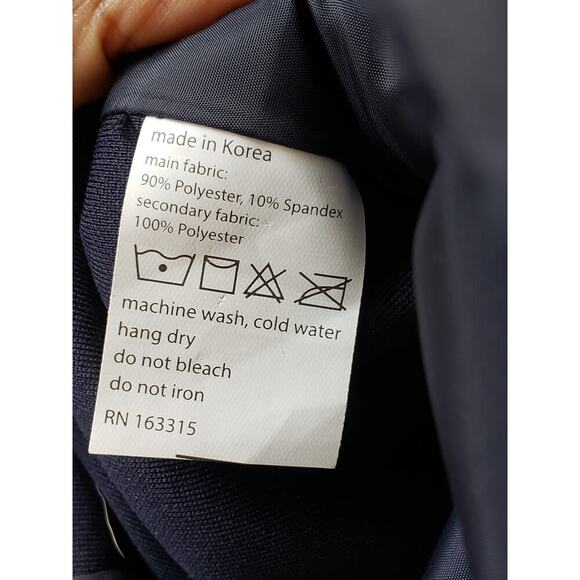 made in Korea
main fabric:
90% Polyester, 10% Spandex
secondary fabric:
100% Polyester
machine wash, cold water
hang dry
do not bleach
do not iron
RN 163315